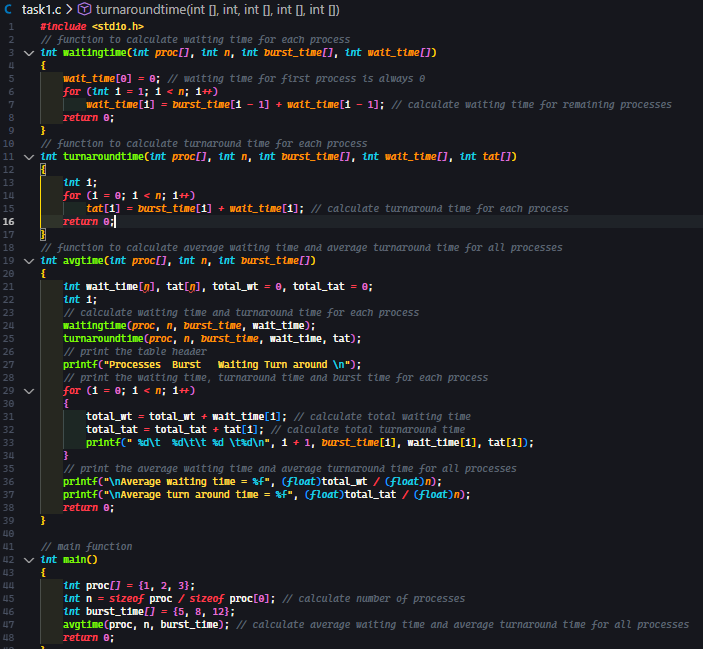 C task1.c > turnaroundtime(int [], int, int [], int [], int [])
1 #include <stdio.h>
2 // function to calculate waiting time for each process
3 int waitingtime(int proc[], int n, int burst_time[], int wait_time[])
4 {
5 wait_time[0] = 0; // waiting time for first process is always 0
6 for (int i = 1; i < n; i++)
7 wait_time[i] = burst_time[i - 1] + wait_time[i - 1]; // calculate waiting time for remaining processes
8 return 0;
9 }
10 // function to calculate turnaround time for each process
11 int turnaroundtime(int proc[], int n, int burst_time[], int wait_time[], int tat[])
12 {
13 int i;
14 for (i = 0; i < n; i++)
15 tat[i] = burst_time[i] + wait_time[i]; // calculate turnaround time for each process
16 return 0;
17 }
18 // function to calculate average waiting time and average turnaround time for all processes
19 int avgtime(int proc[], int n, int burst_time[])
20 {
21 int wait_time[n], tat[n], total_wt = 0, total_tat = 0;
22 int i;
23 // calculate waiting time and turnaround time for each process
24 waitingtime(proc, n, burst_time, wait_time);
25 turnaroundtime(proc, n, burst_time, wait_time, tat);
26 // print the table header
27 printf("Processes  Burst   Waiting Turn around \n");
28 // print the waiting time, turnaround time and burst time for each process
29 for (i = 0; i < n; i++)
30 {
31 total_wt = total_wt + wait_time[i]; // calculate total waiting time
32 total_tat = total_tat + tat[i]; // calculate total turnaround time
33 printf(" %d\t  %d\t\t %d \t%d\n", i + 1, burst_time[i], wait_time[i], tat[i]);
34 }
35 // print the average waiting time and average turnaround time for all processes
36 printf("\nAverage waiting time = %f", (float)total_wt / (float)n);
37 printf("\nAverage turn around time = %f", (float)total_tat / (float)n);
38 return 0;
39 }
40
41 // main function
42 int main()
43 {
44 int proc[] = {1, 2, 3};
45 int n = sizeof proc / sizeof proc[0]; // calculate number of processes
46 int burst_time[] = {5, 8, 12};
47 avgtime(proc, n, burst_time); // calculate average waiting time and average turnaround time for all processes
48 return 0;